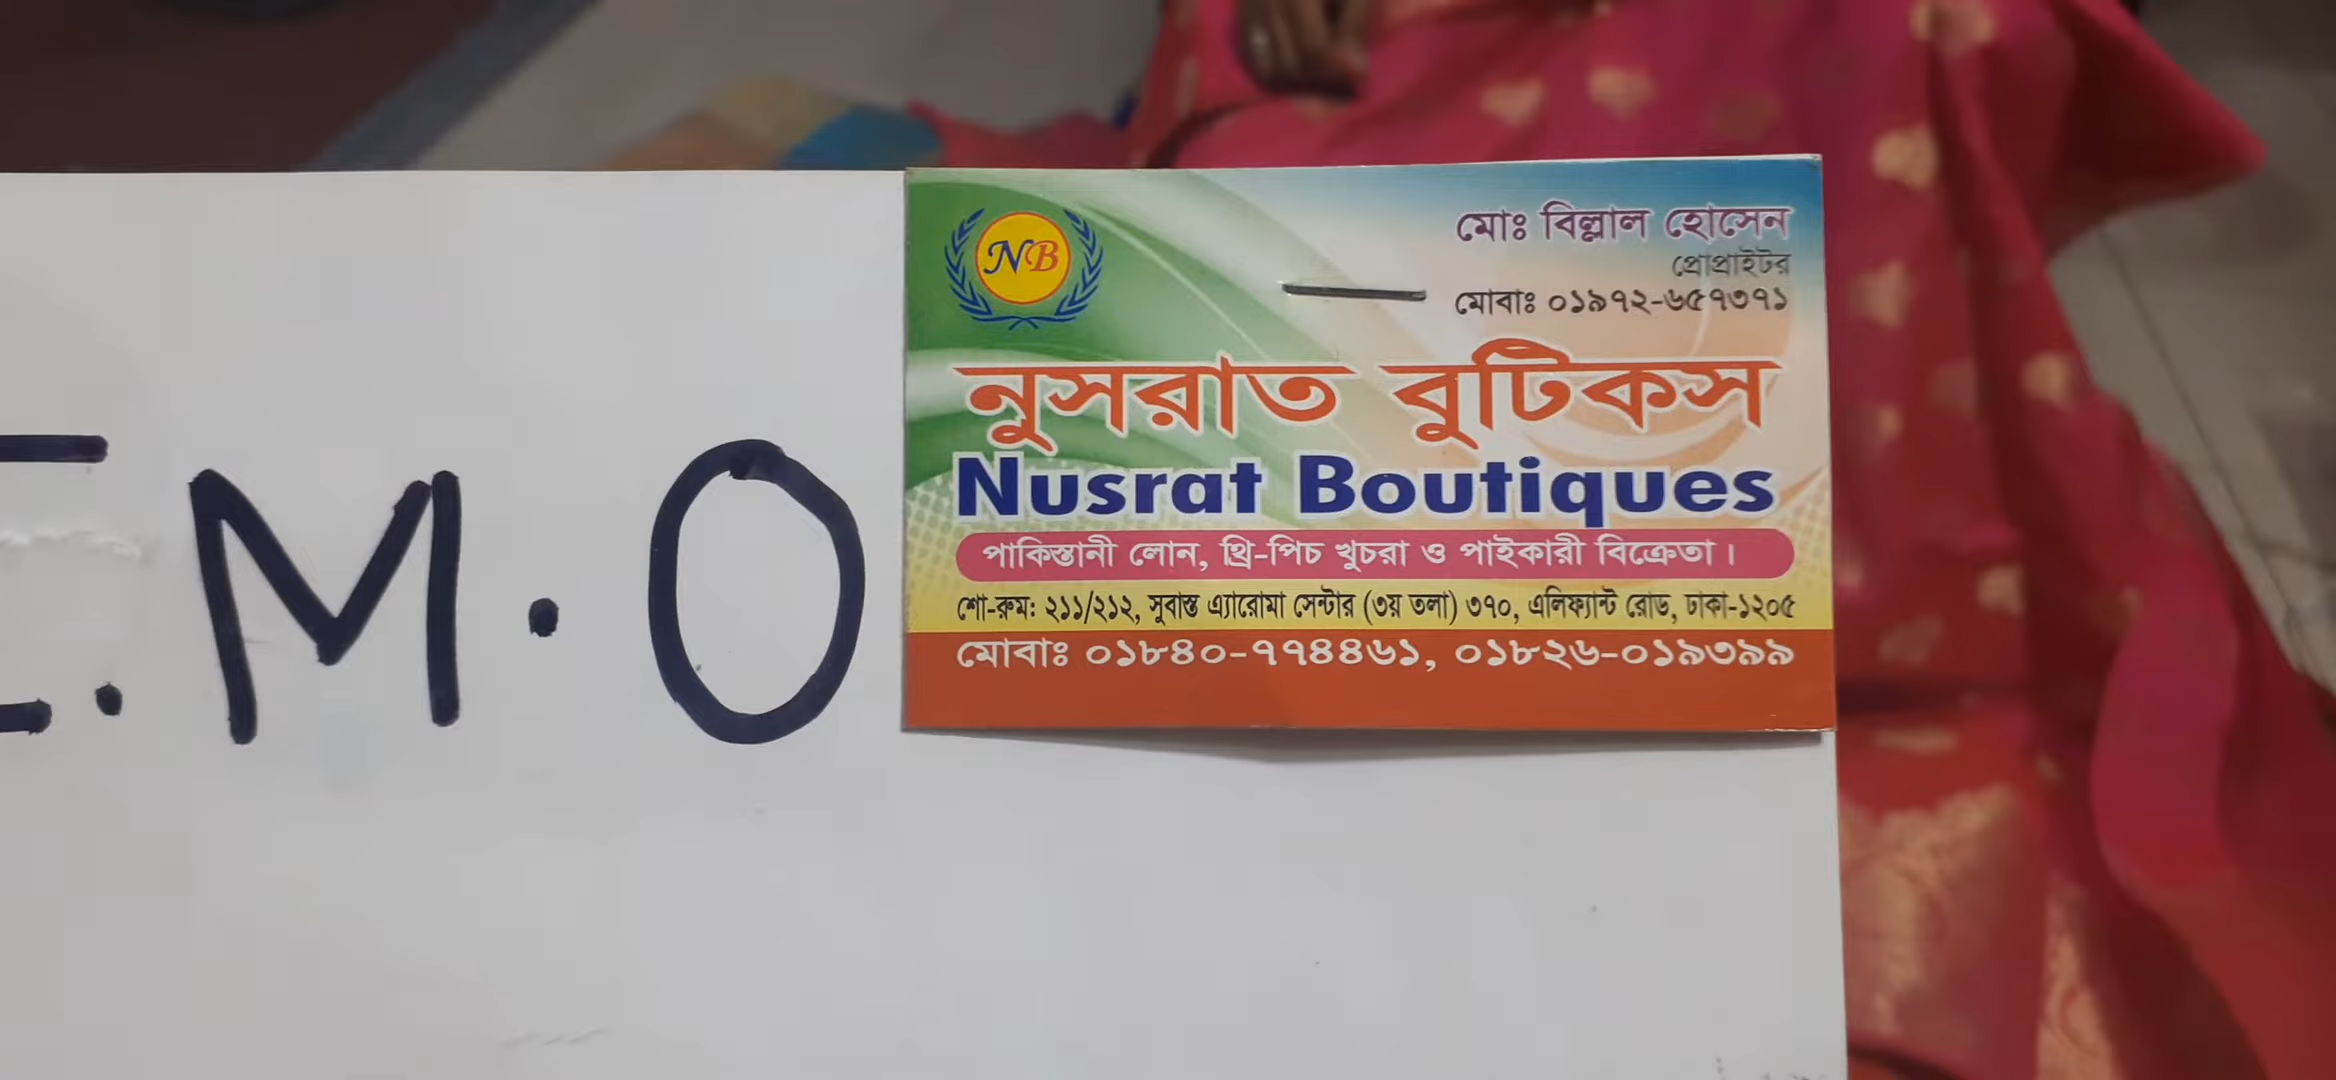 .M.O
NB
মোঃ বিল্লাল হোসেন
প্রোপ্রাইটর
মোবাঃ ০১৯৭২-৬৫৭৩৭১
নুসরাত বুটিকস
Nusrat Boutiques
পাকিস্তানী লোন, থ্রি-পিচ খুচরা ও পাইকারী বিক্রেতা।
শো-রুম: ২১১/২১২, সুবাস্ত এ্যারোমা সেন্টার (৩য় তলা) ৩৭০, এলিফ্যান্ট রোড, ঢাকা-১২০৫
মোবাঃ ০১৮৪০-৭৭৪৪৬১, ০১৮২৬-০১৯৩৯৯